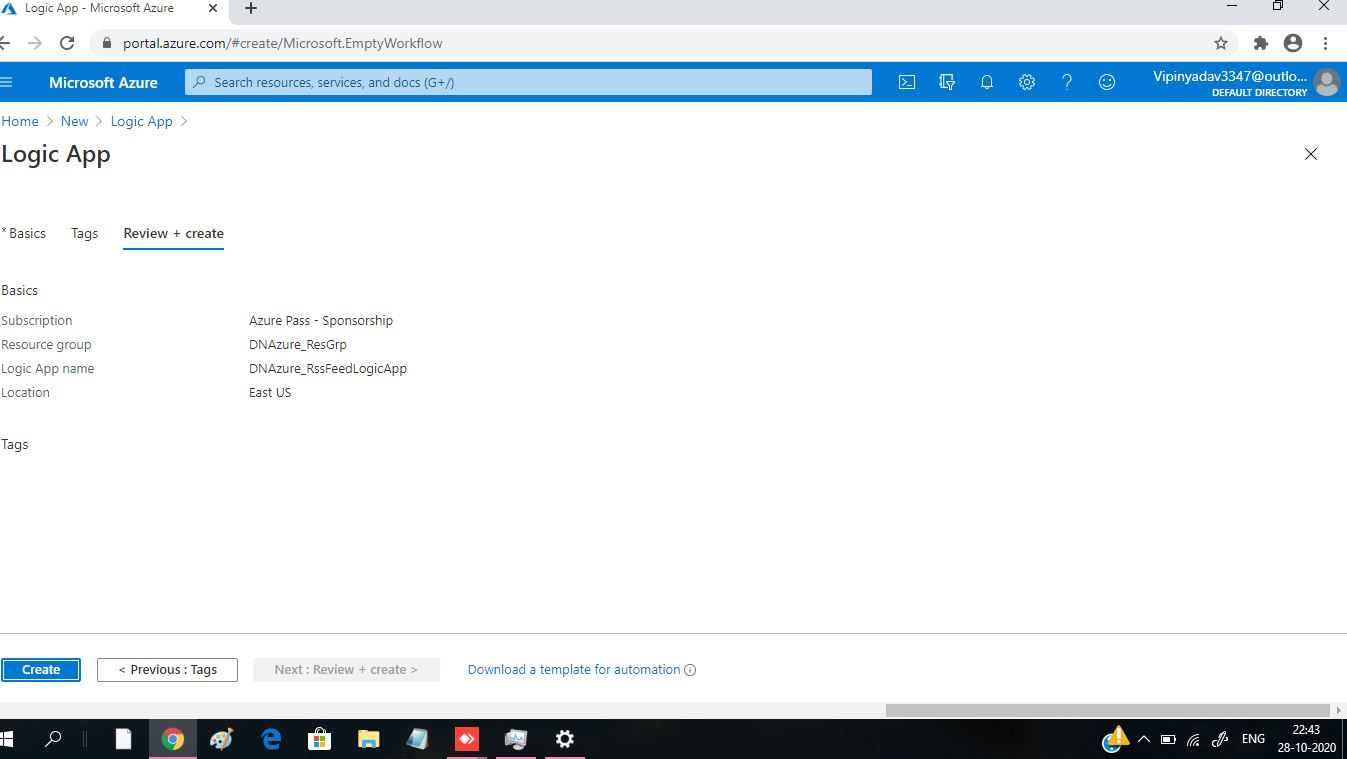 Logic App - Microsoft Azure
portal.azure.com/#create/Microsoft.EmptyWorkflow
Microsoft Azure
Search resources, services, and docs (G+/)
Vipinyadav3347@outlo...
DEFAULT DIRECTORY
Home > New > Logic App >
Logic App
* Basics Tags Review + create
Basics
Subscription Azure Pass - Sponsorship
Resource group DNAzure_ResGrp
Logic App name DNAzure_RssFeedLogicApp
Location East US
Tags
Create < Previous : Tags Next : Review + create > Download a template for automation
ENG
22:43
28-10-2020